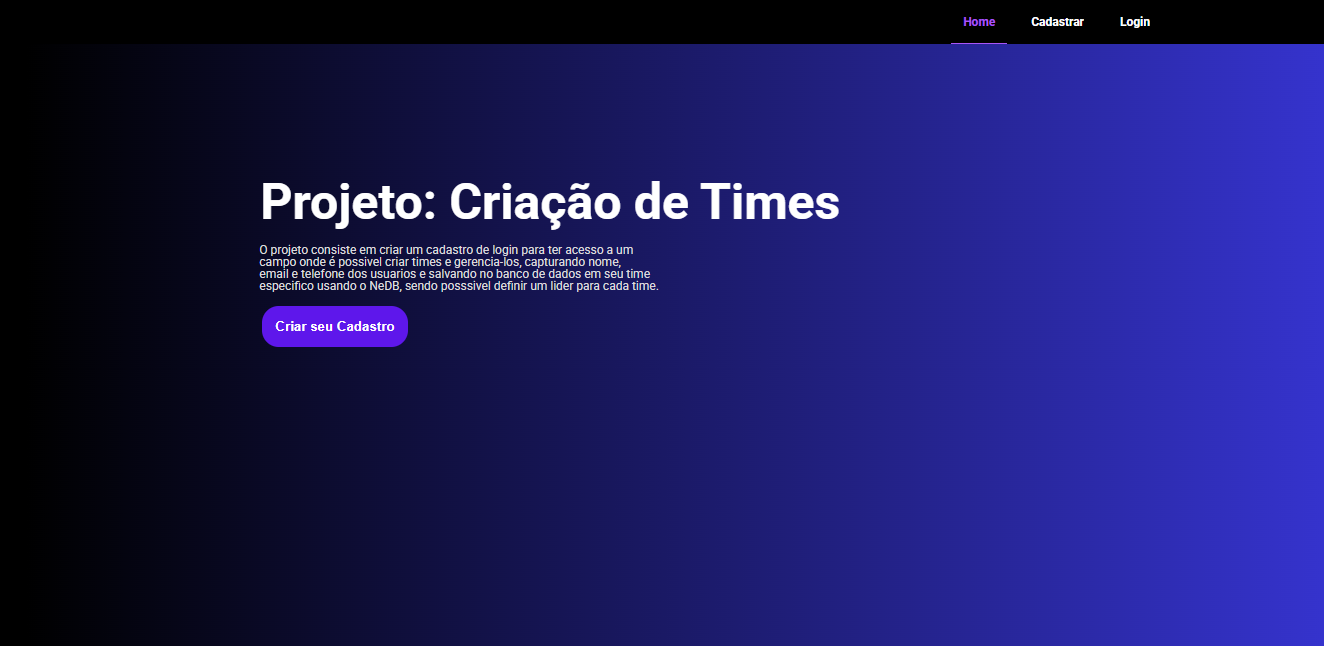 Home Cadastrar Login
Projeto: Criação de Times
O projeto consiste em criar um cadastro de login para ter acesso a um
campo onde é possivel criar times e gerencia-los, capturando nome,
email e telefone dos usuarios e salvando no banco de dados em seu time
especifico usando o NeDB, sendo posssivel definir um lider para cada time.
Criar seu Cadastro